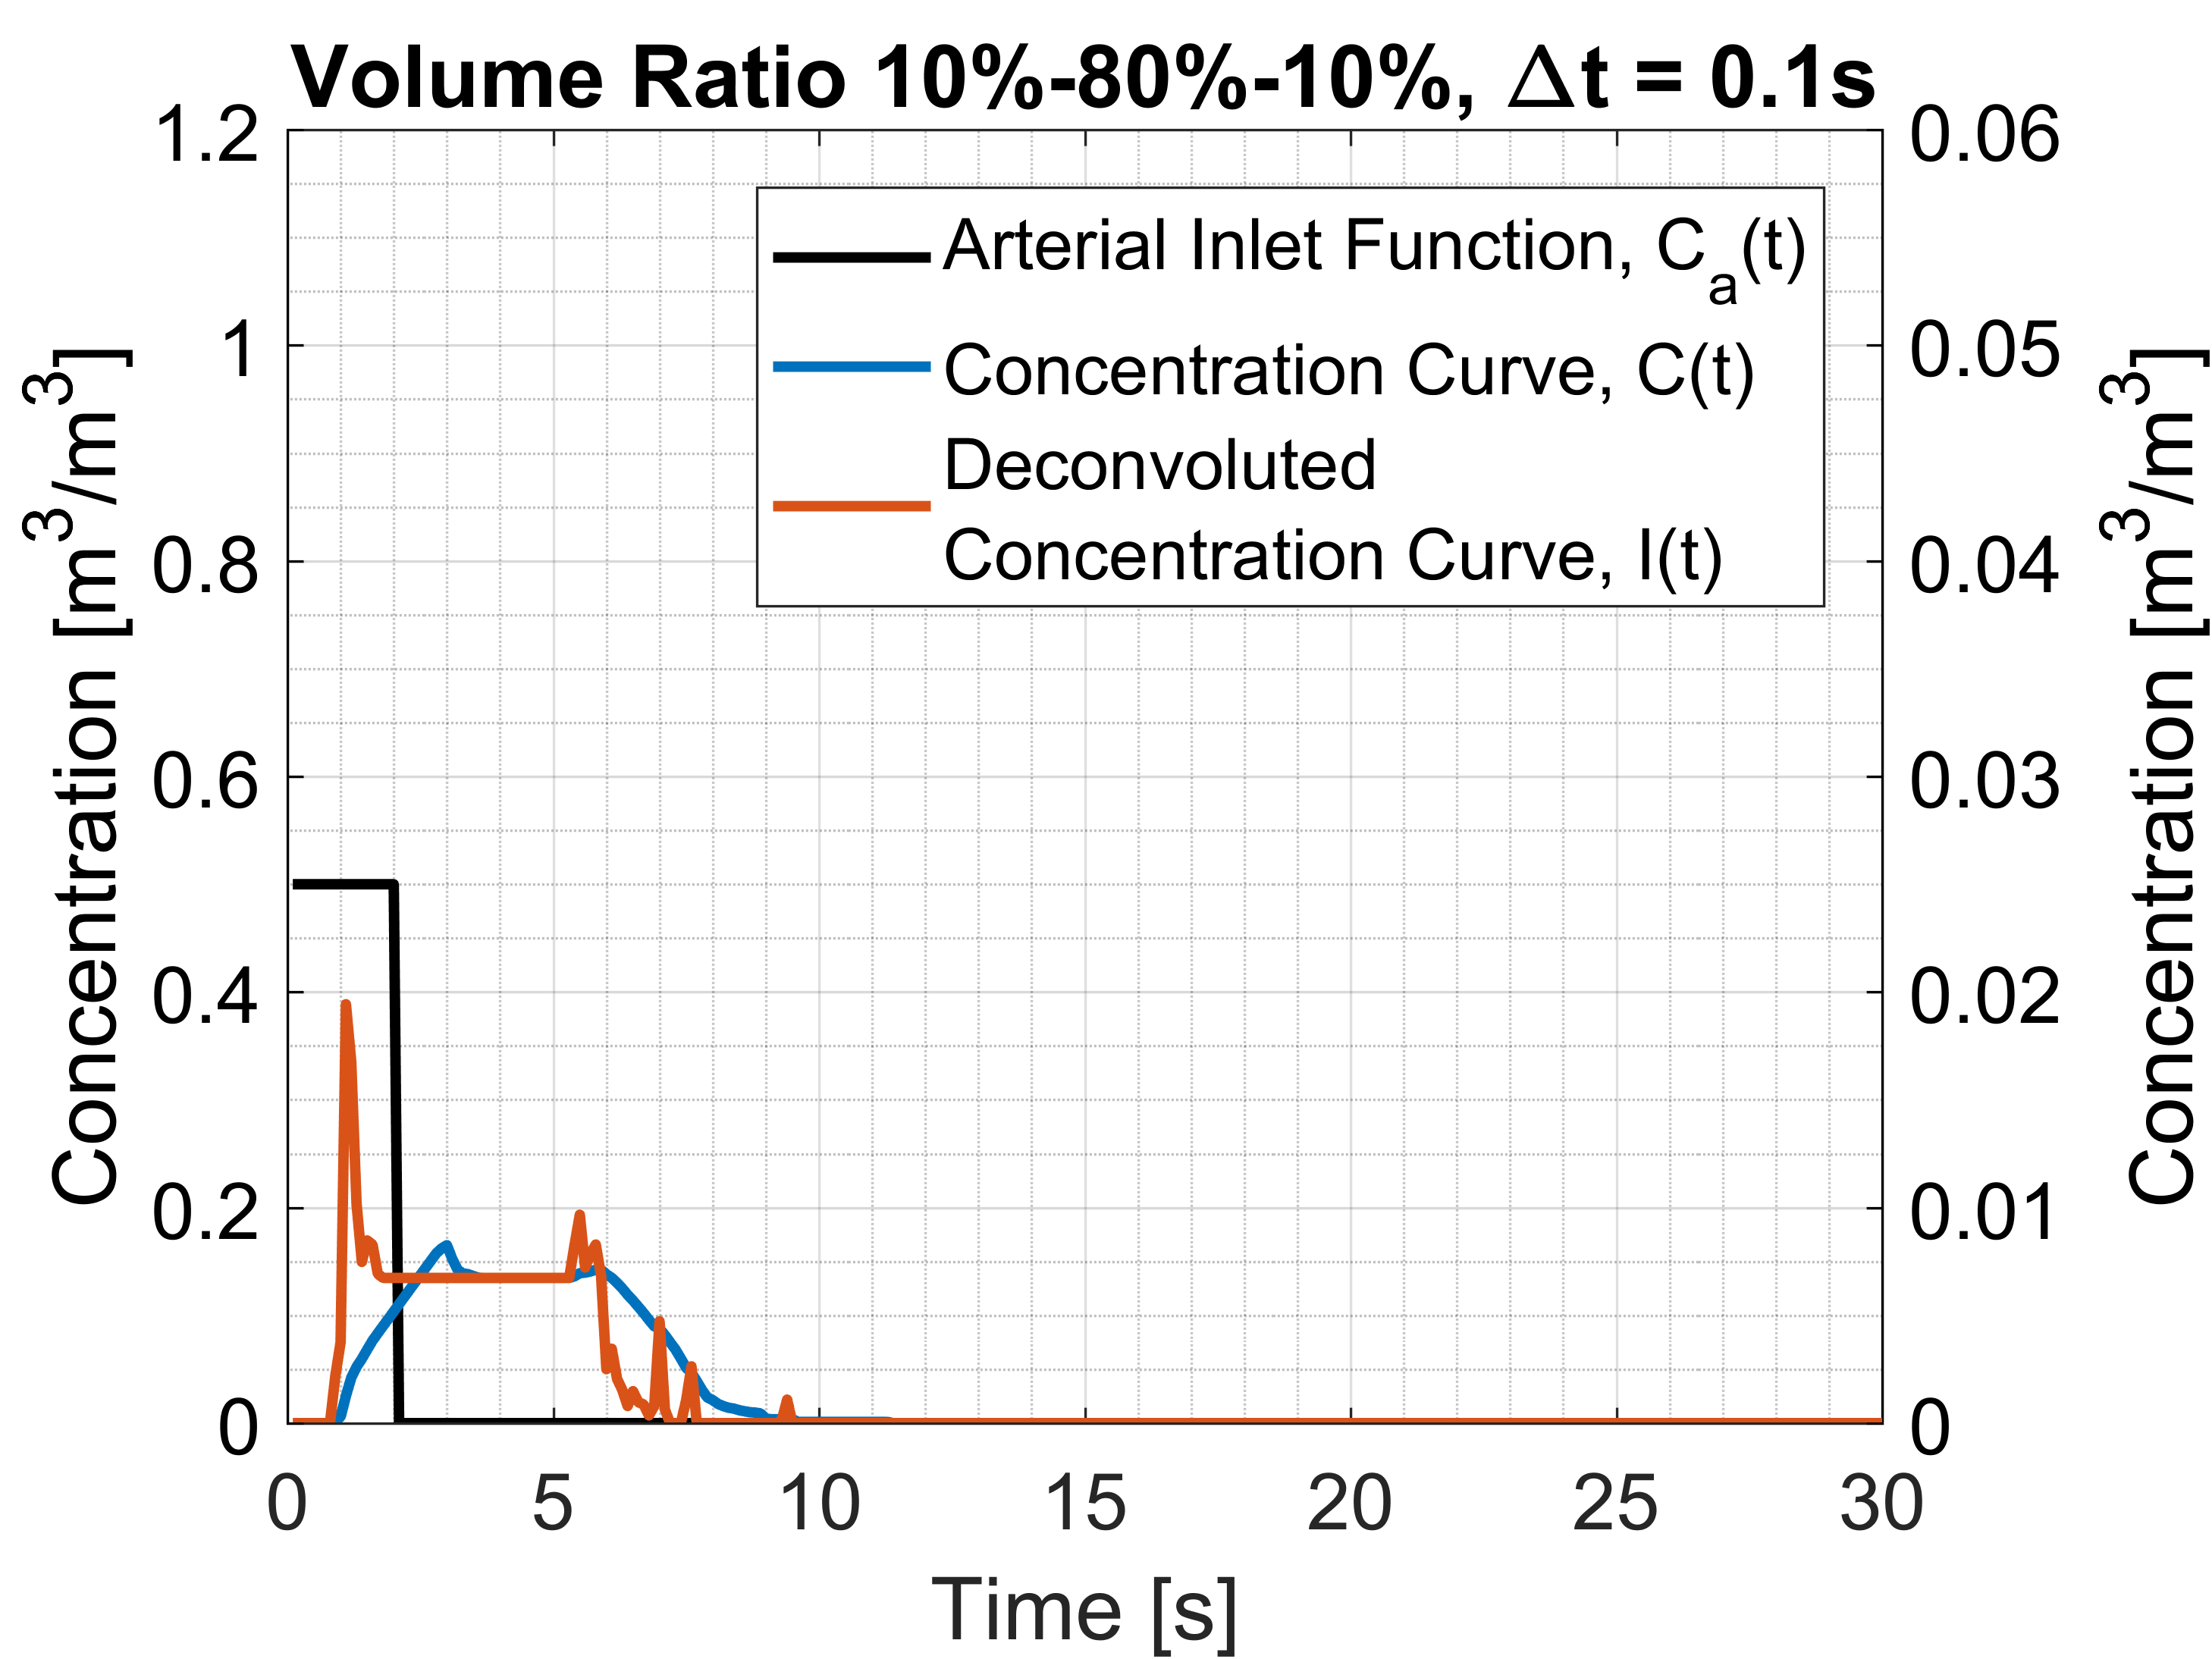 Volume Ratio 10%-80%-10%, Δt = 0.1s
1.2
1
0.8
0.6
0.4
0.2
0
Concentration [m³/m³]
Arterial Inlet Function, Cₐ(t)
Concentration Curve, C(t)
Deconvoluted
Concentration Curve, I(t)
0.06
0.05
0.04
0.03
0.02
0.01
0
Concentration [m³/m³]
0 5 10 15 20 25 30
Time [s]